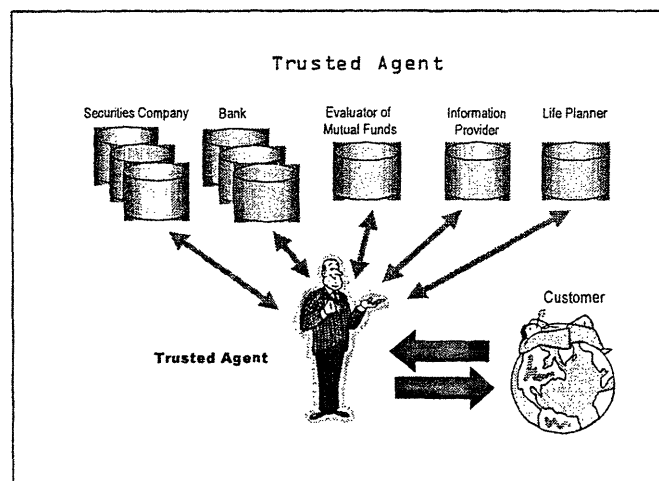 Trusted Agent
Securities Company
Bank
Evaluator of
Mutual Funds
Information
Provider
Life Planner
Customer
Trusted Agent